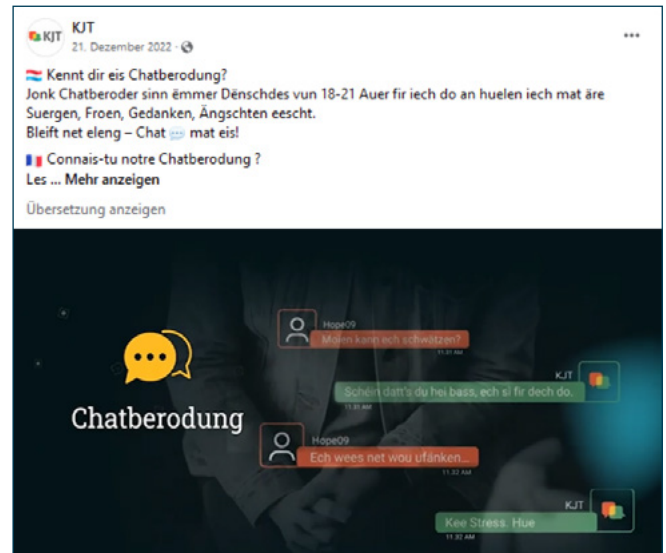 KJT
KJT
21. Dezember 2022 ·
Kennt dir eis Chatberodung?
Jonk Chatberoder sinn ëmmer Dënschdes vun 18-21 Auer fir iech do an huelen iech mat äre
Suergen, Froen, Gedanken, Ängschten eescht.
Bleift net eleng – Chat 💬 mat eis!
Connais-tu notre Chatberodung ?
Les ... Mehr anzeigen
Übersetzung anzeigen
Chatberodung
Hope09
Moien kann ech schwätzen?
11.31 AM
KJT
Schéin datt's du hei bass, ech si fir dech do.
11.31 AM
Hope09
Ech wees net wou ufänken...
11.32 AM
KJT
Kee Stress. Hue
11.32 AM